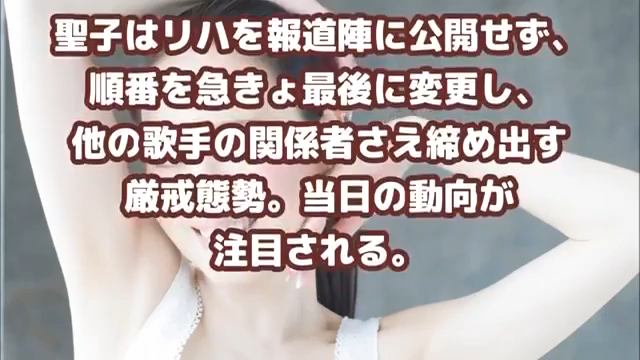 聖子はリハを報道陣に公開せず、
順番を急きょ最後に変更し、
他の歌手の関係者さえ締め出す
厳戒態勢。当日の動向が
注目される。